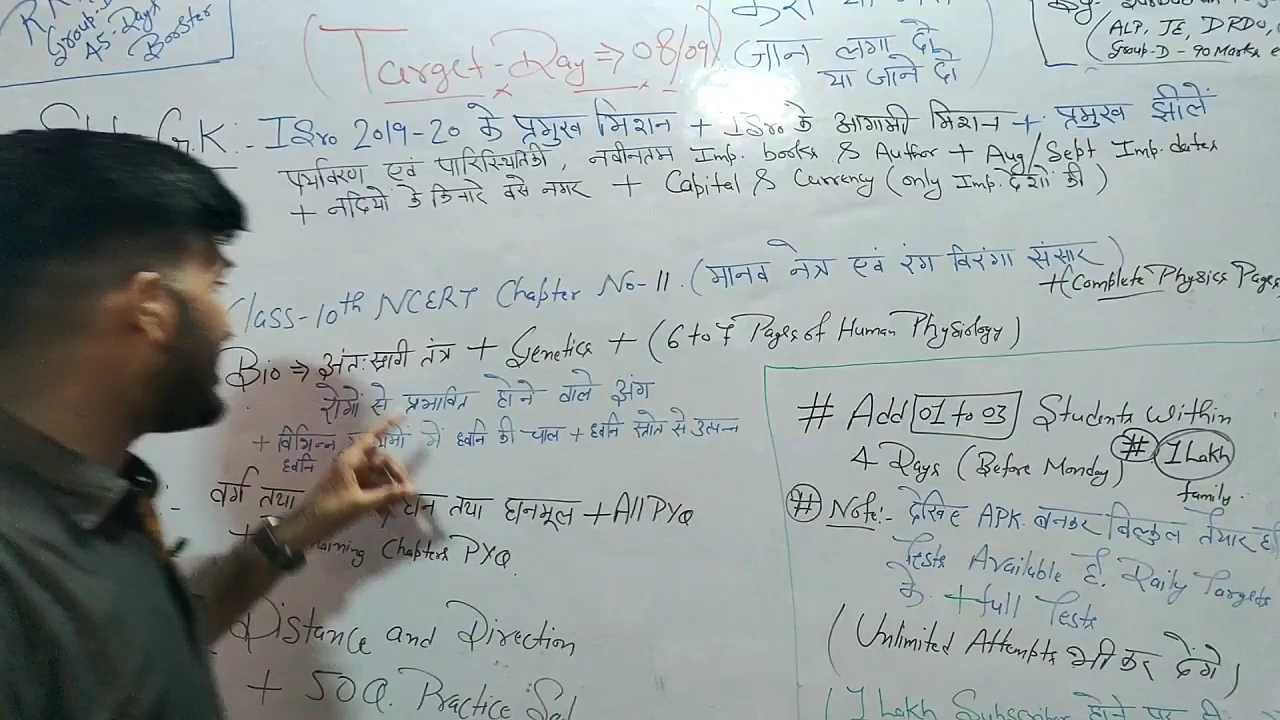 Group-D
45-Days
Booster
(Target-Day ⇒ 08/09)
जान लगा दो
या जाने दो
(ALP, JE, DRDO,
Group-D - 90 Marks
G.K:- ISro 2019-20 के प्रमुख मिशन + ISro के आगामी मिशन + प्रमुख झीलें
पर्यावरण एवं पारिस्थितिकी, नवीनतम Imp. books & Author + Aug/Sept Imp. dates
+ नदियो के किनारे बसे नगर + Capital & Currency (only Imp. देशों की)
Class-10th NCERT Chapter No-11. (मानव नेत्र एवं रंग बिरंगा संसार)
+(Complete Physics Pages
Bio ⇒ अंतःस्रावी तंत्र + Genetics + (6 to 7 Pages of Human Physiology)
रोगों से प्रभावित होने वाले अंग
+ विभिन्न में ध्वनि की चाल + ध्वनि स्रोत से उत्पन्न
ध्वनि
:- वर्ग तथा घन तथा घनमूल + All PYQ
+ Chapters PYQ.
Distance and Direction
+ 50Q. Practice
# Add 01 to 03 Students Within
4 Days (Before Monday) # 1 Lakh
family.
# Note:- देखिए APK. बनकर बिल्कुल तैयार
Tests Available है. Daily Targets
के. + full Tests
(Unlimited Attempts भी कर देंगे)
(1 Lakh Subscriber होने पर